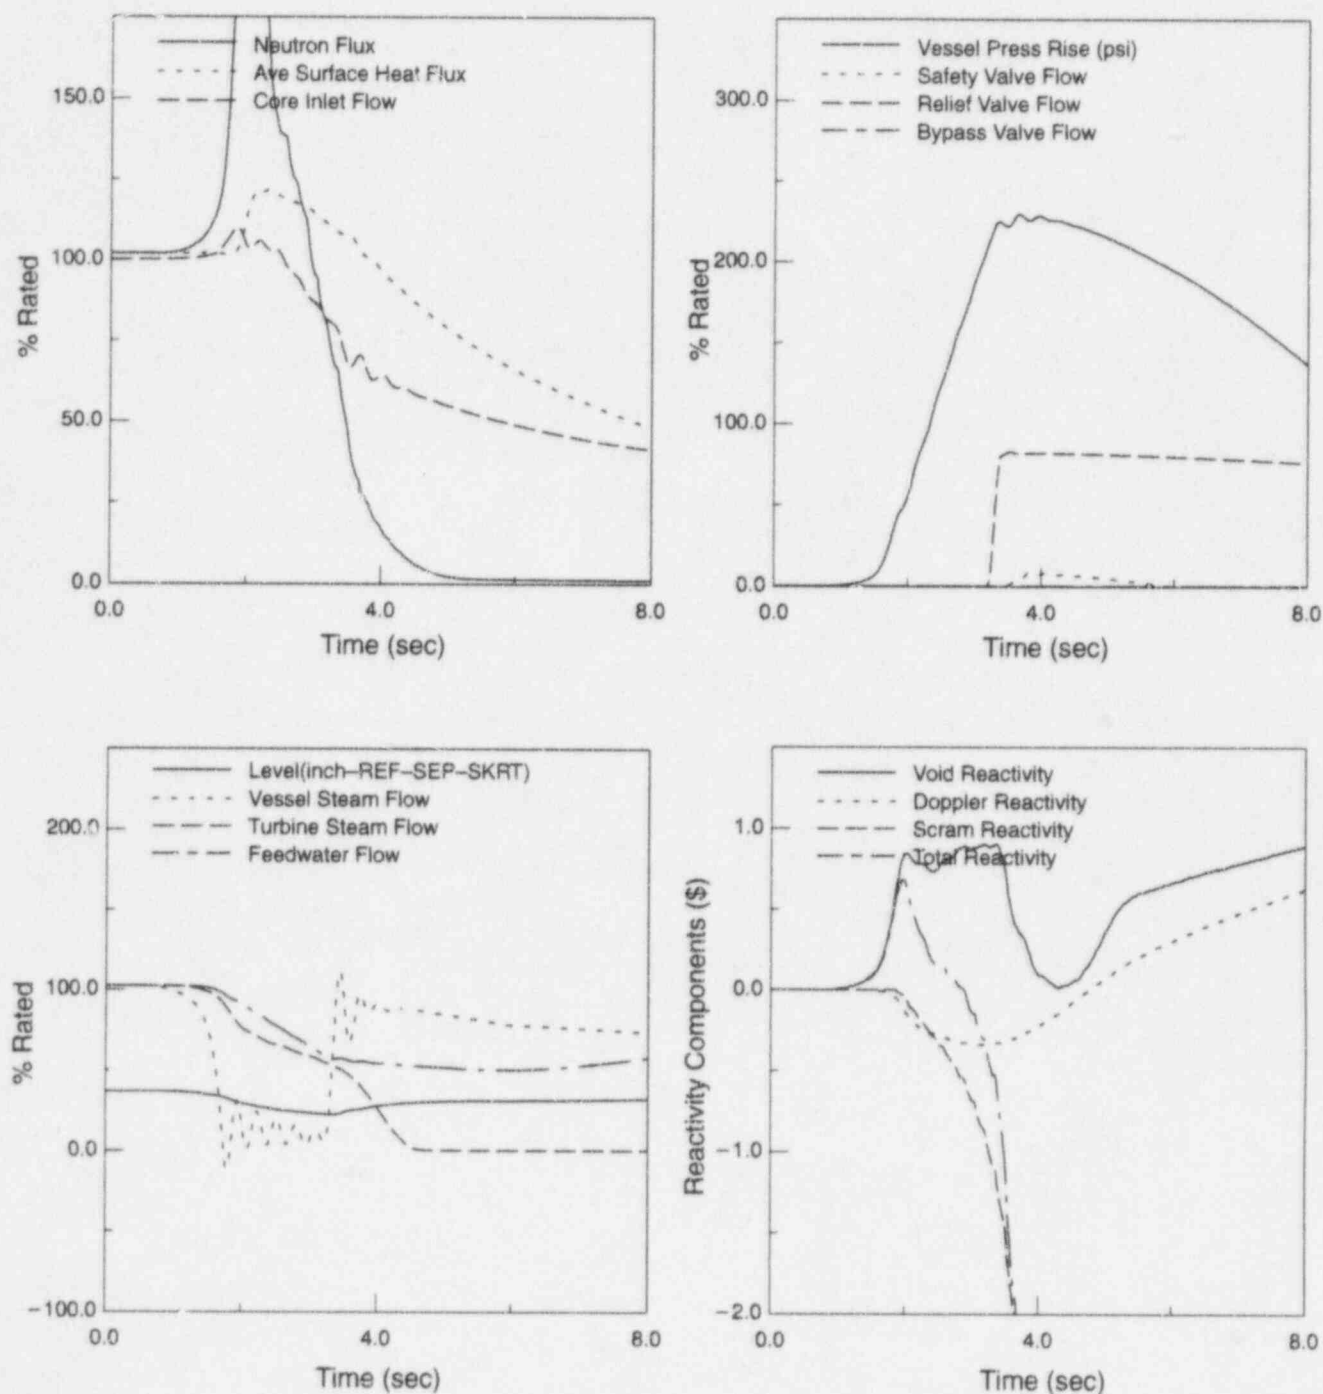 Neutron Flux
Ave Surface Heat Flux
Core Inlet Flow
150.0
100.0
50.0
0.0
% Rated
0.0
4.0
8.0
Time (sec)
Vessel Press Rise (psi)
Safety Valve Flow
Relief Valve Flow
Bypass Valve Flow
300.0
200.0
100.0
0.0
% Rated
0.0
4.0
8.0
Time (sec)
Level(inch–REF–SEP–SKRT)
Vessel Steam Flow
Turbine Steam Flow
Feedwater Flow
200.0
100.0
0.0
−100.0
% Rated
0.0
4.0
8.0
Time (sec)
Void Reactivity
Doppler Reactivity
Scram Reactivity
Total Reactivity
1.0
0.0
−1.0
−2.0
Reactivity Components ($)
0.0
4.0
8.0
Time (sec)